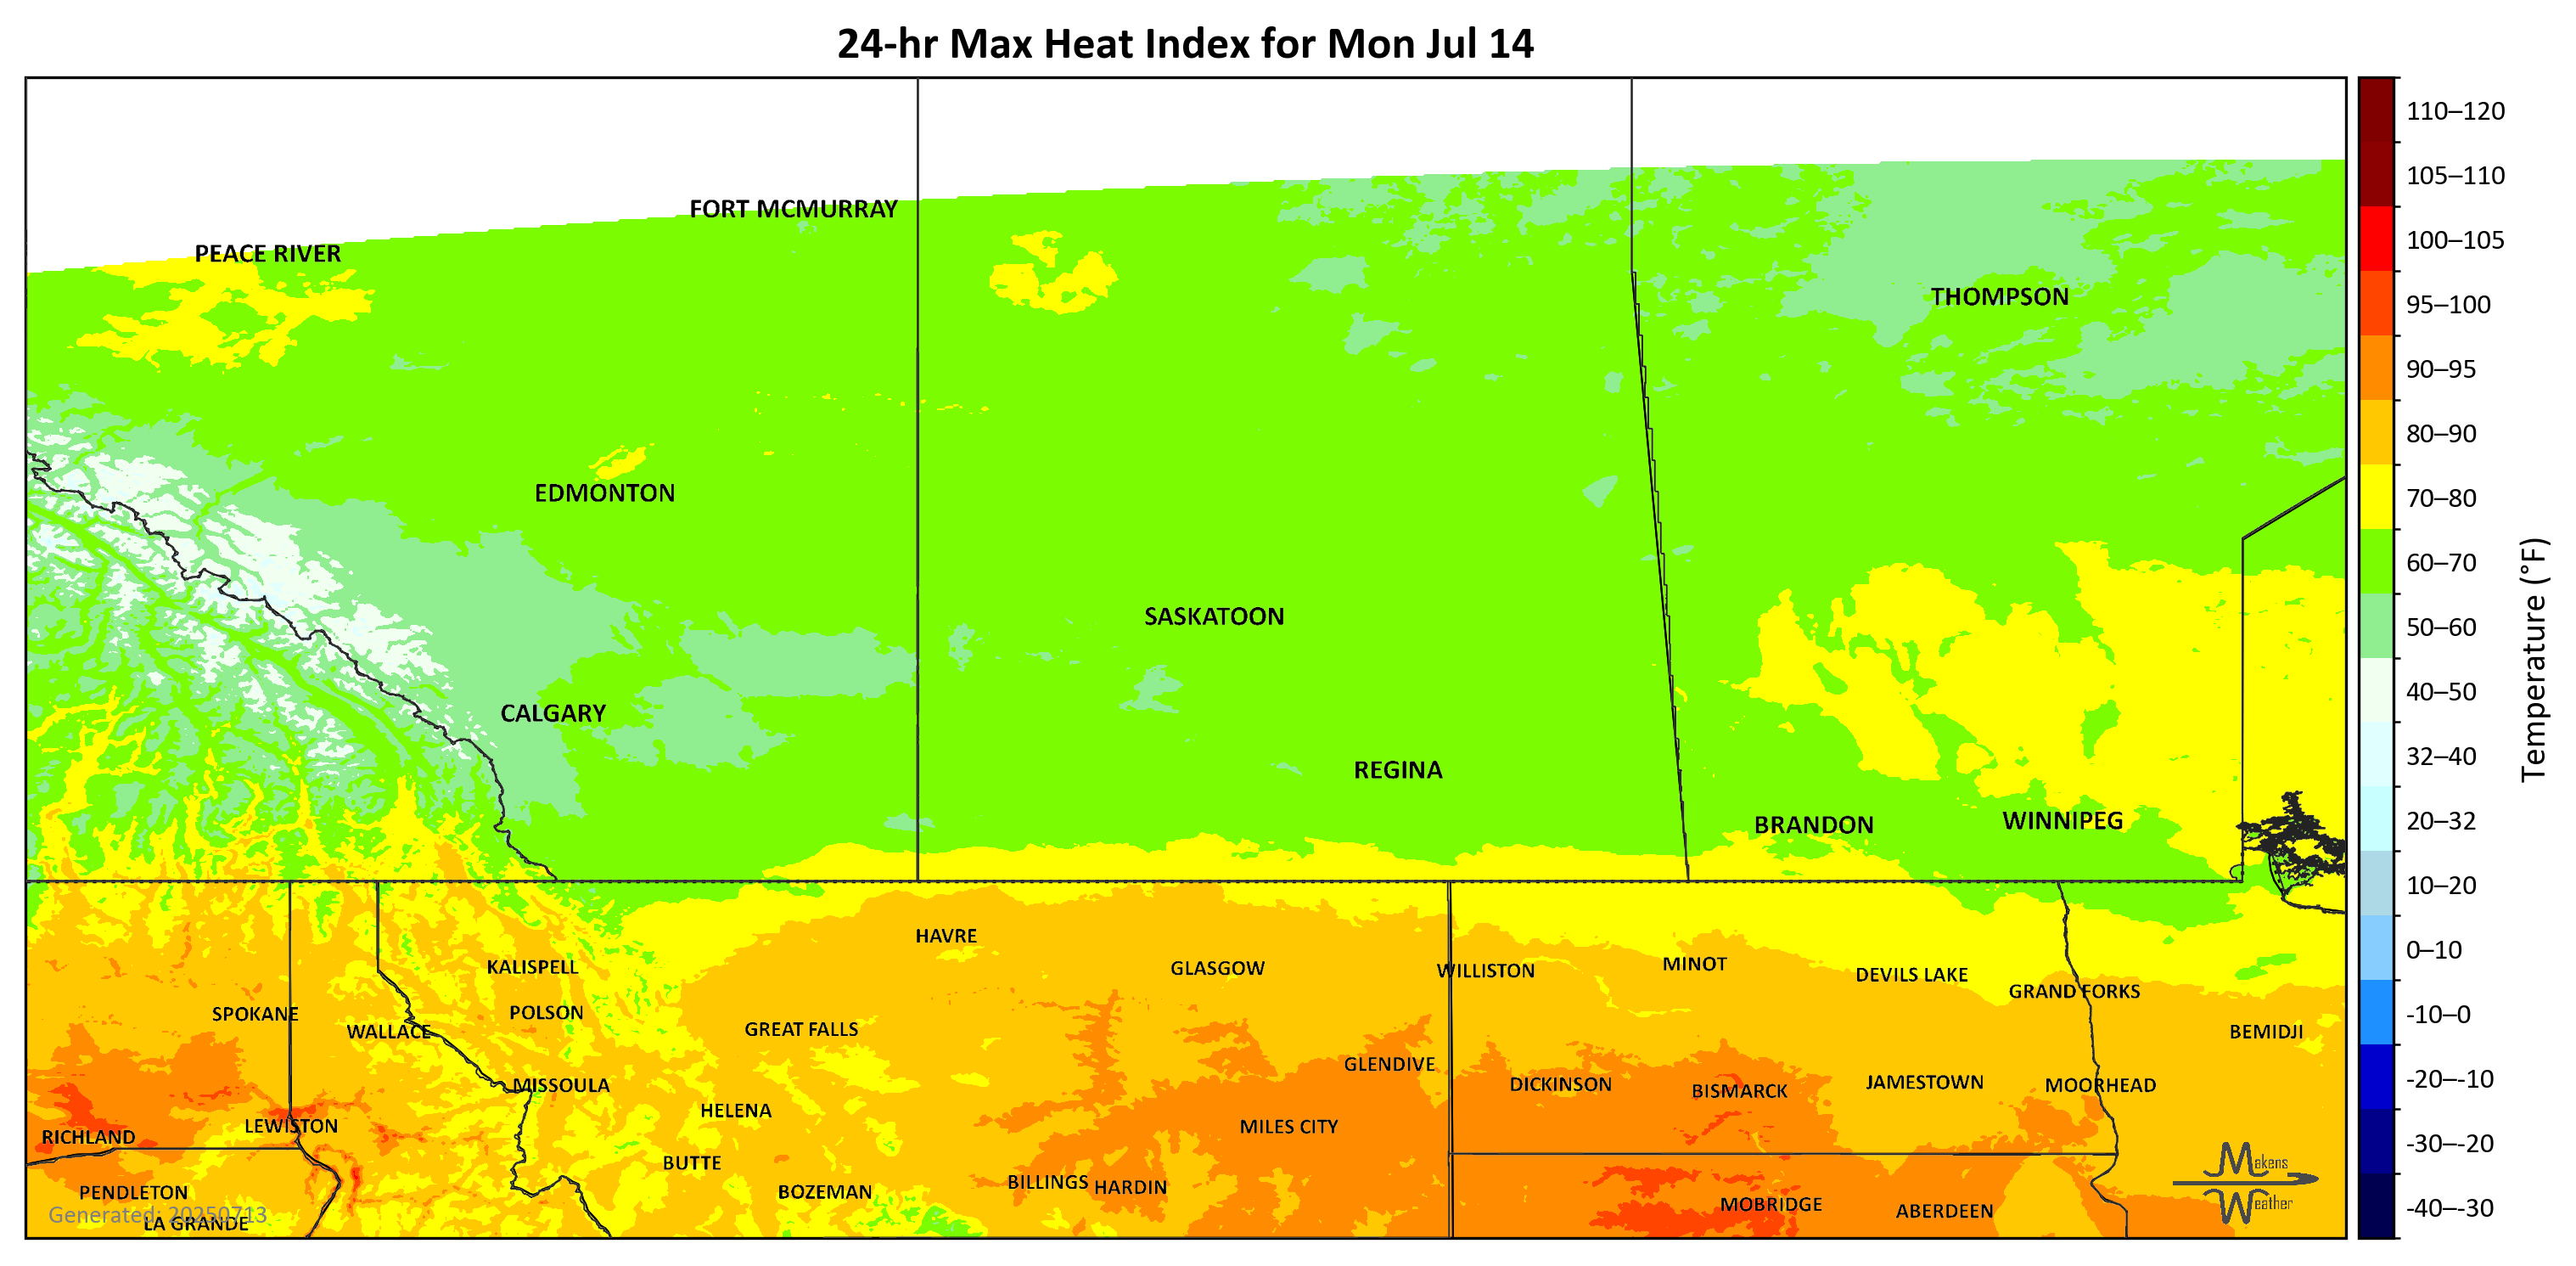 24-hr Max Heat Index for Mon Jul 14
110–120
105–110
100–105
95–100
90–95
80–90
70–80
60–70
50–60
40–50
32–40
20–32
10–20
0–10
-10–0
-20–-10
-30–-20
-40–-30
Temperature (°F)
FORT MCMURRAY
PEACE RIVER
THOMPSON
EDMONTON
SASKATOON
CALGARY
REGINA
BRANDON
WINNIPEG
HAVRE
KALISPELL
GLASGOW
WILLISTON
MINOT
DEVILS LAKE
GRAND FORKS
SPOKANE
POLSON
WALLACE
GREAT FALLS
BEMIDJI
GLENDIVE
MISSOULA
DICKINSON
BISMARCK
JAMESTOWN
MOORHEAD
HELENA
LEWISTON
MILES CITY
RICHLAND
BUTTE
BILLINGS
HARDIN
PENDLETON
BOZEMAN
MOBRIDGE
ABERDEEN
LA GRANDE
Generated: 20250713
Makens
Weather